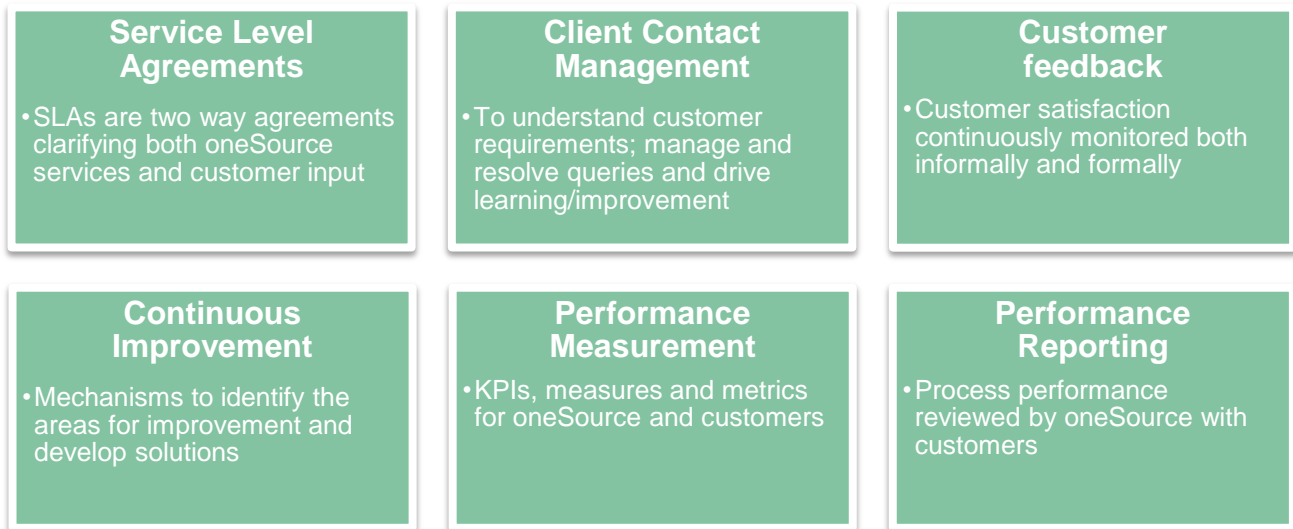 Service Level
Agreements
•SLAs are two way agreements
clarifying both oneSource
services and customer input
Client Contact
Management
•To understand customer
requirements; manage and
resolve queries and drive
learning/improvement
Customer
feedback
•Customer satisfaction
continuously monitored both
informally and formally
Continuous
Improvement
•Mechanisms to identify the
areas for improvement and
develop solutions
Performance
Measurement
•KPIs, measures and metrics
for oneSource and customers
Performance
Reporting
•Process performance
reviewed by oneSource with
customers